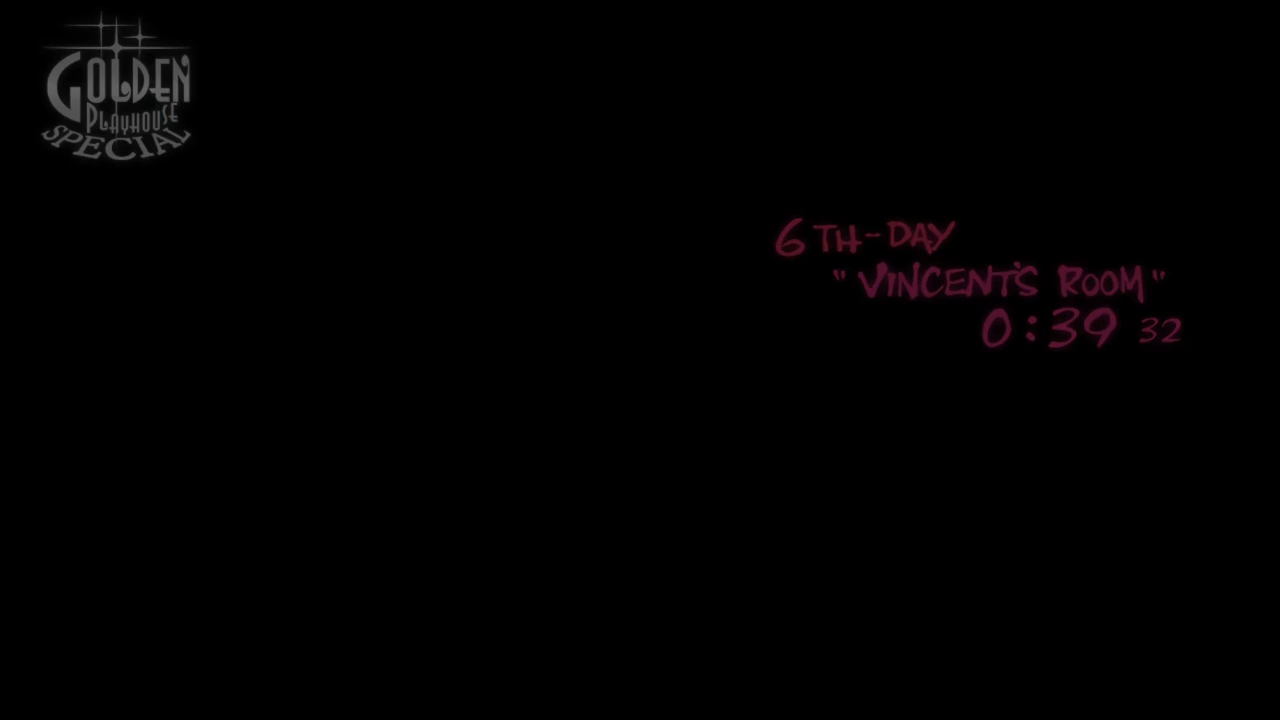 GOLDEN
PLAYHOUSE
SPECIAL
6TH-DAY
"VINCENT'S ROOM"
0:39 32